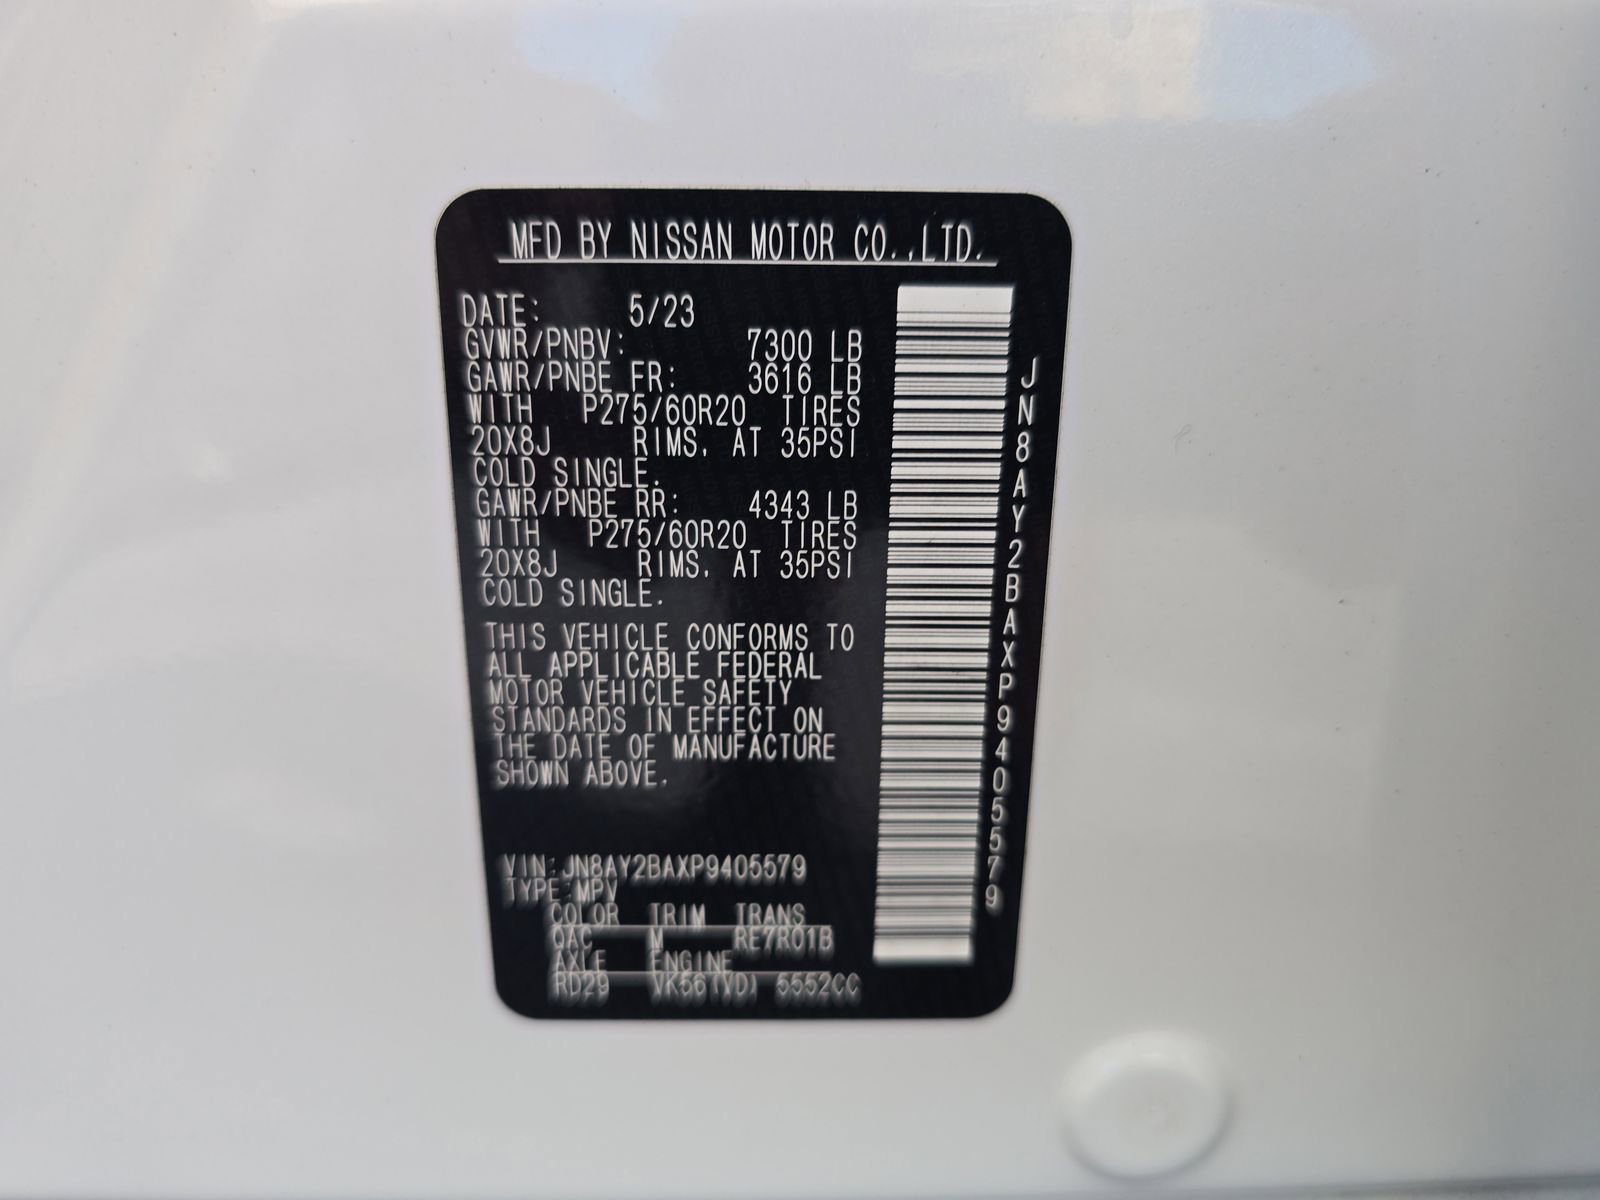 MFD BY NISSAN MOTOR CO.,LTD.
DATE: 5/23
GVWR/PNBV: 7300 LB
GAWR/PNBE FR: 3616 LB
WITH P275/60R20 TIRES
20X8J RIMS, AT 35PSI
COLD SINGLE.
GAWR/PNBE RR: 4343 LB
WITH P275/60R20 TIRES
20X8J RIMS, AT 35PSI
COLD SINGLE.
THIS VEHICLE CONFORMS TO
ALL APPLICABLE FEDERAL
MOTOR VEHICLE SAFETY
STANDARDS IN EFFECT ON
THE DATE OF MANUFACTURE
SHOWN ABOVE.
VIN:JN8AY2BAXP9405579
TYPE:MPV
COLOR TRIM TRANS
QAC M RE7R01B
AXLE ENGINE
RD29 VK56(VD) 5552CC
JN8AY2BAXP9405579